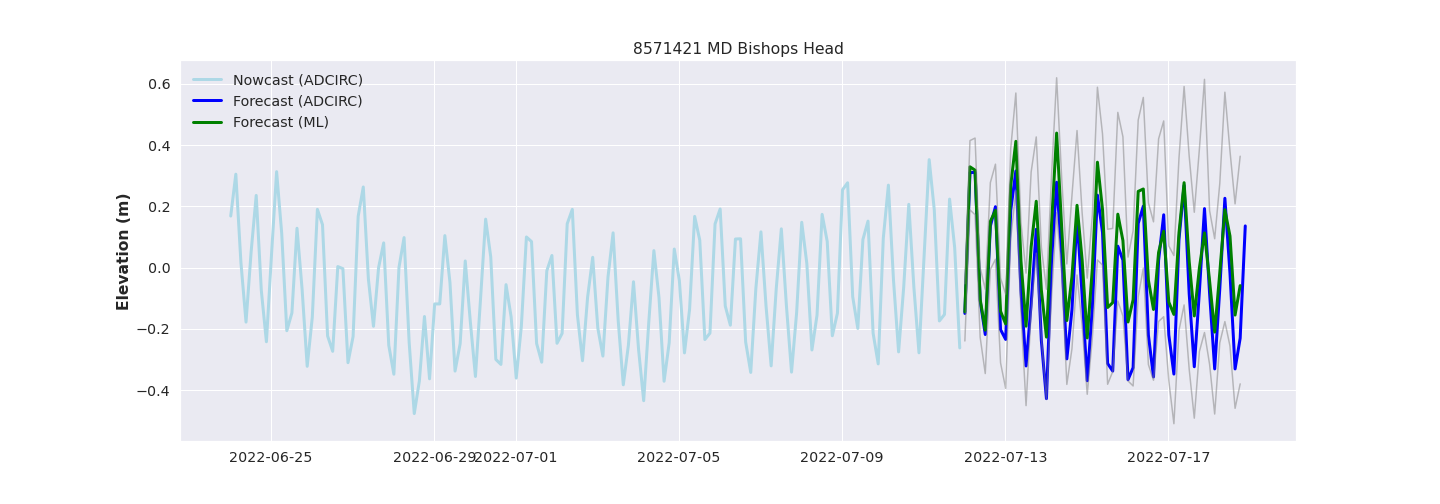 8571421 MD Bishops Head
Nowcast (ADCIRC)
Forecast (ADCIRC)
Forecast (ML)
Elevation (m)
0.6
0.4
0.2
0.0
−0.2
−0.4
2022-06-25
2022-06-29
2022-07-01
2022-07-05
2022-07-09
2022-07-13
2022-07-17